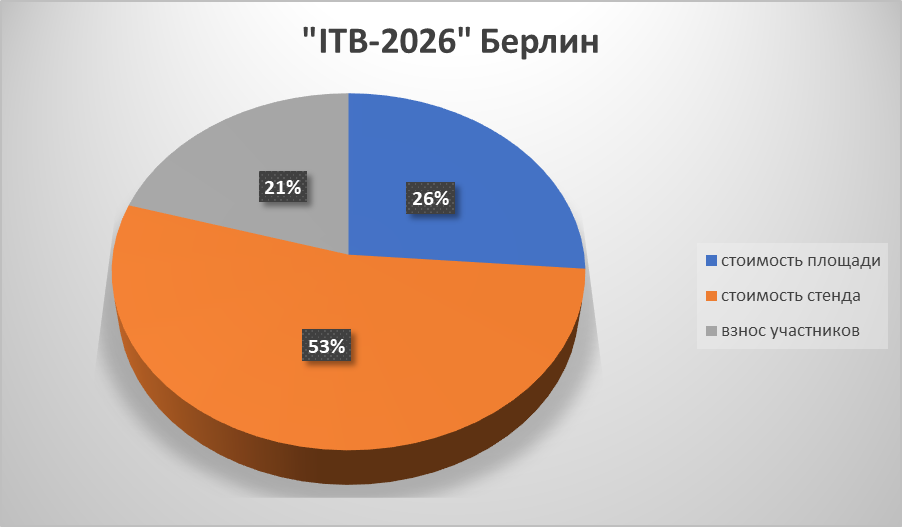 "ITB-2026" Берлин
21%
26%
53%
стоимость площади
стоимость стенда
взнос участников